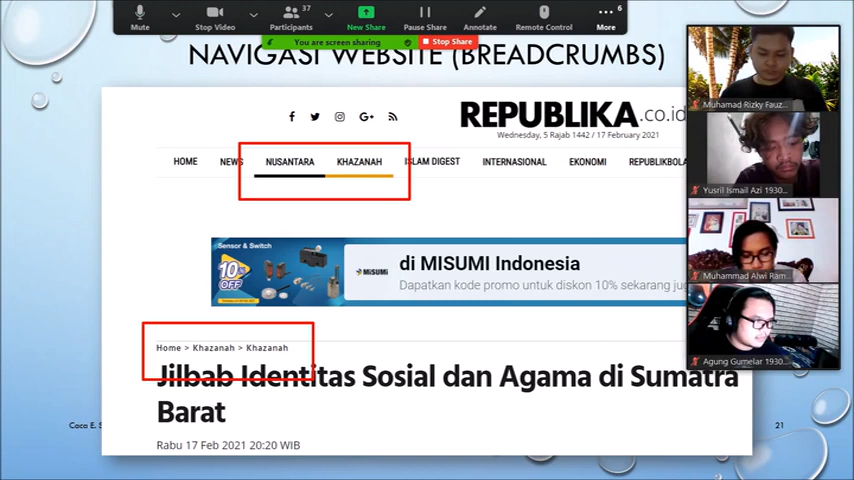 Mute
Stop Video
37
Participants
New Share
Pause Share
Annotate
Remote Control
6
More
You are screen sharing
Stop Share
NAVIGASI WEBSITE (BREADCRUMBS)
REPUBLIKA.co.id
Wednesday, 5 Rajab 1442 / 17 February 2021
HOME NEWS NUSANTARA KHAZANAH ISLAM DIGEST INTERNASIONAL EKONOMI REPUBLIKBOLA
Sensor & Switch
10%
OFF
MiSUMi
di MISUMI Indonesia
Dapatkan kode promo untuk diskon 10% sekarang
Home > Khazanah > Khazanah
Jilbab Identitas Sosial dan Agama di Sumatra
Barat
Rabu 17 Feb 2021 20:20 WIB
Caca E. S
21
Muhamad Rizky Fauz...
Yusril Ismail Azi 1930...
Muhammad Alwi Ram...
Agung Gumelar 1930...